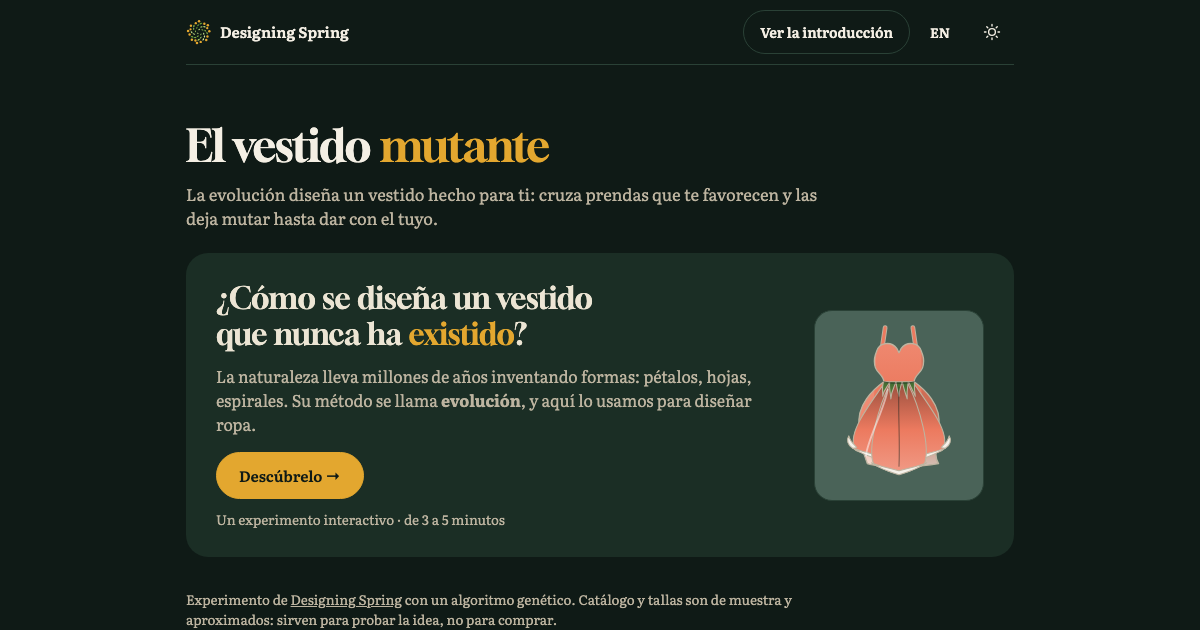 Designing Spring
Ver la introducción
EN
El vestido mutante
La evolución diseña un vestido hecho para ti: cruza prendas que te favorecen y las
deja mutar hasta dar con el tuyo.
¿Cómo se diseña un vestido
que nunca ha existido?
La naturaleza lleva millones de años inventando formas: pétalos, hojas,
espirales. Su método se llama evolución, y aquí lo usamos para diseñar
ropa.
Descúbrelo →
Un experimento interactivo · de 3 a 5 minutos
Experimento de Designing Spring con un algoritmo genético. Catálogo y tallas son de muestra y
aproximados: sirven para probar la idea, no para comprar.